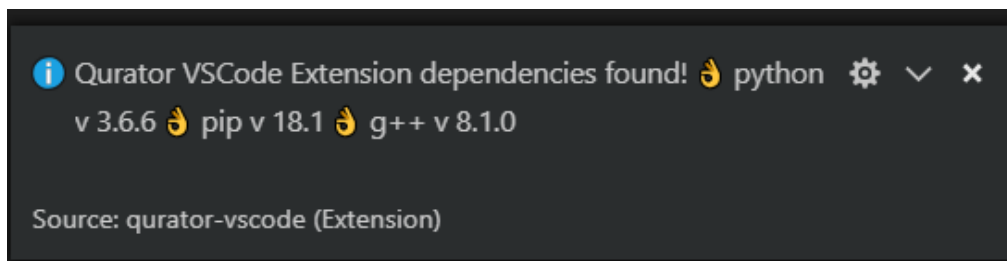 Qurator VSCode Extension dependencies found! 👌 python
v 3.6.6 👌 pip v 18.1 👌 g++ v 8.1.0
Source: qurator-vscode (Extension)